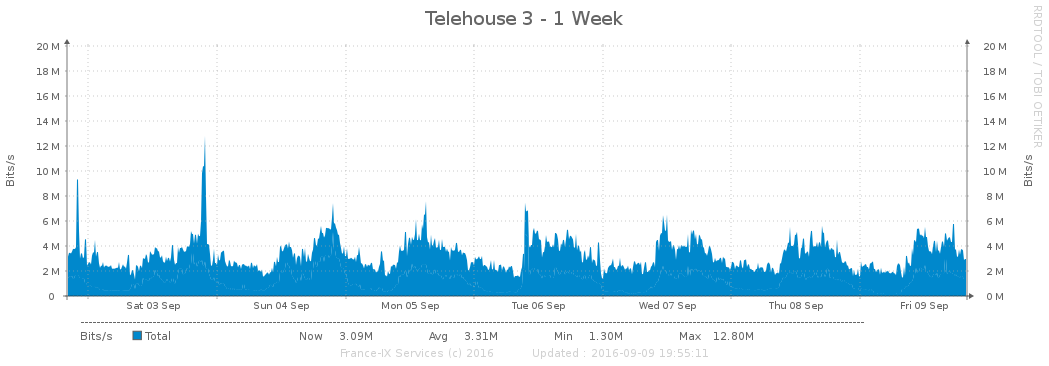 Telehouse 3 - 1 Week
RRDTOOL / TOBI OETIKER
Bits/s
20 M 20 M
18 M 18 M
16 M 16 M
14 M 14 M
12 M 12 M
10 M 10 M
8 M 8 M
6 M 6 M
4 M 4 M
2 M 2 M
0 0 M
Bits/s
Sat 03 Sep Sun 04 Sep Mon 05 Sep Tue 06 Sep Wed 07 Sep Thu 08 Sep Fri 09 Sep
Bits/s Total Now 3.09M Avg 3.31M Min 1.30M Max 12.80M
France-IX Services (c) 2016 Updated : 2016-09-09 19:55:11